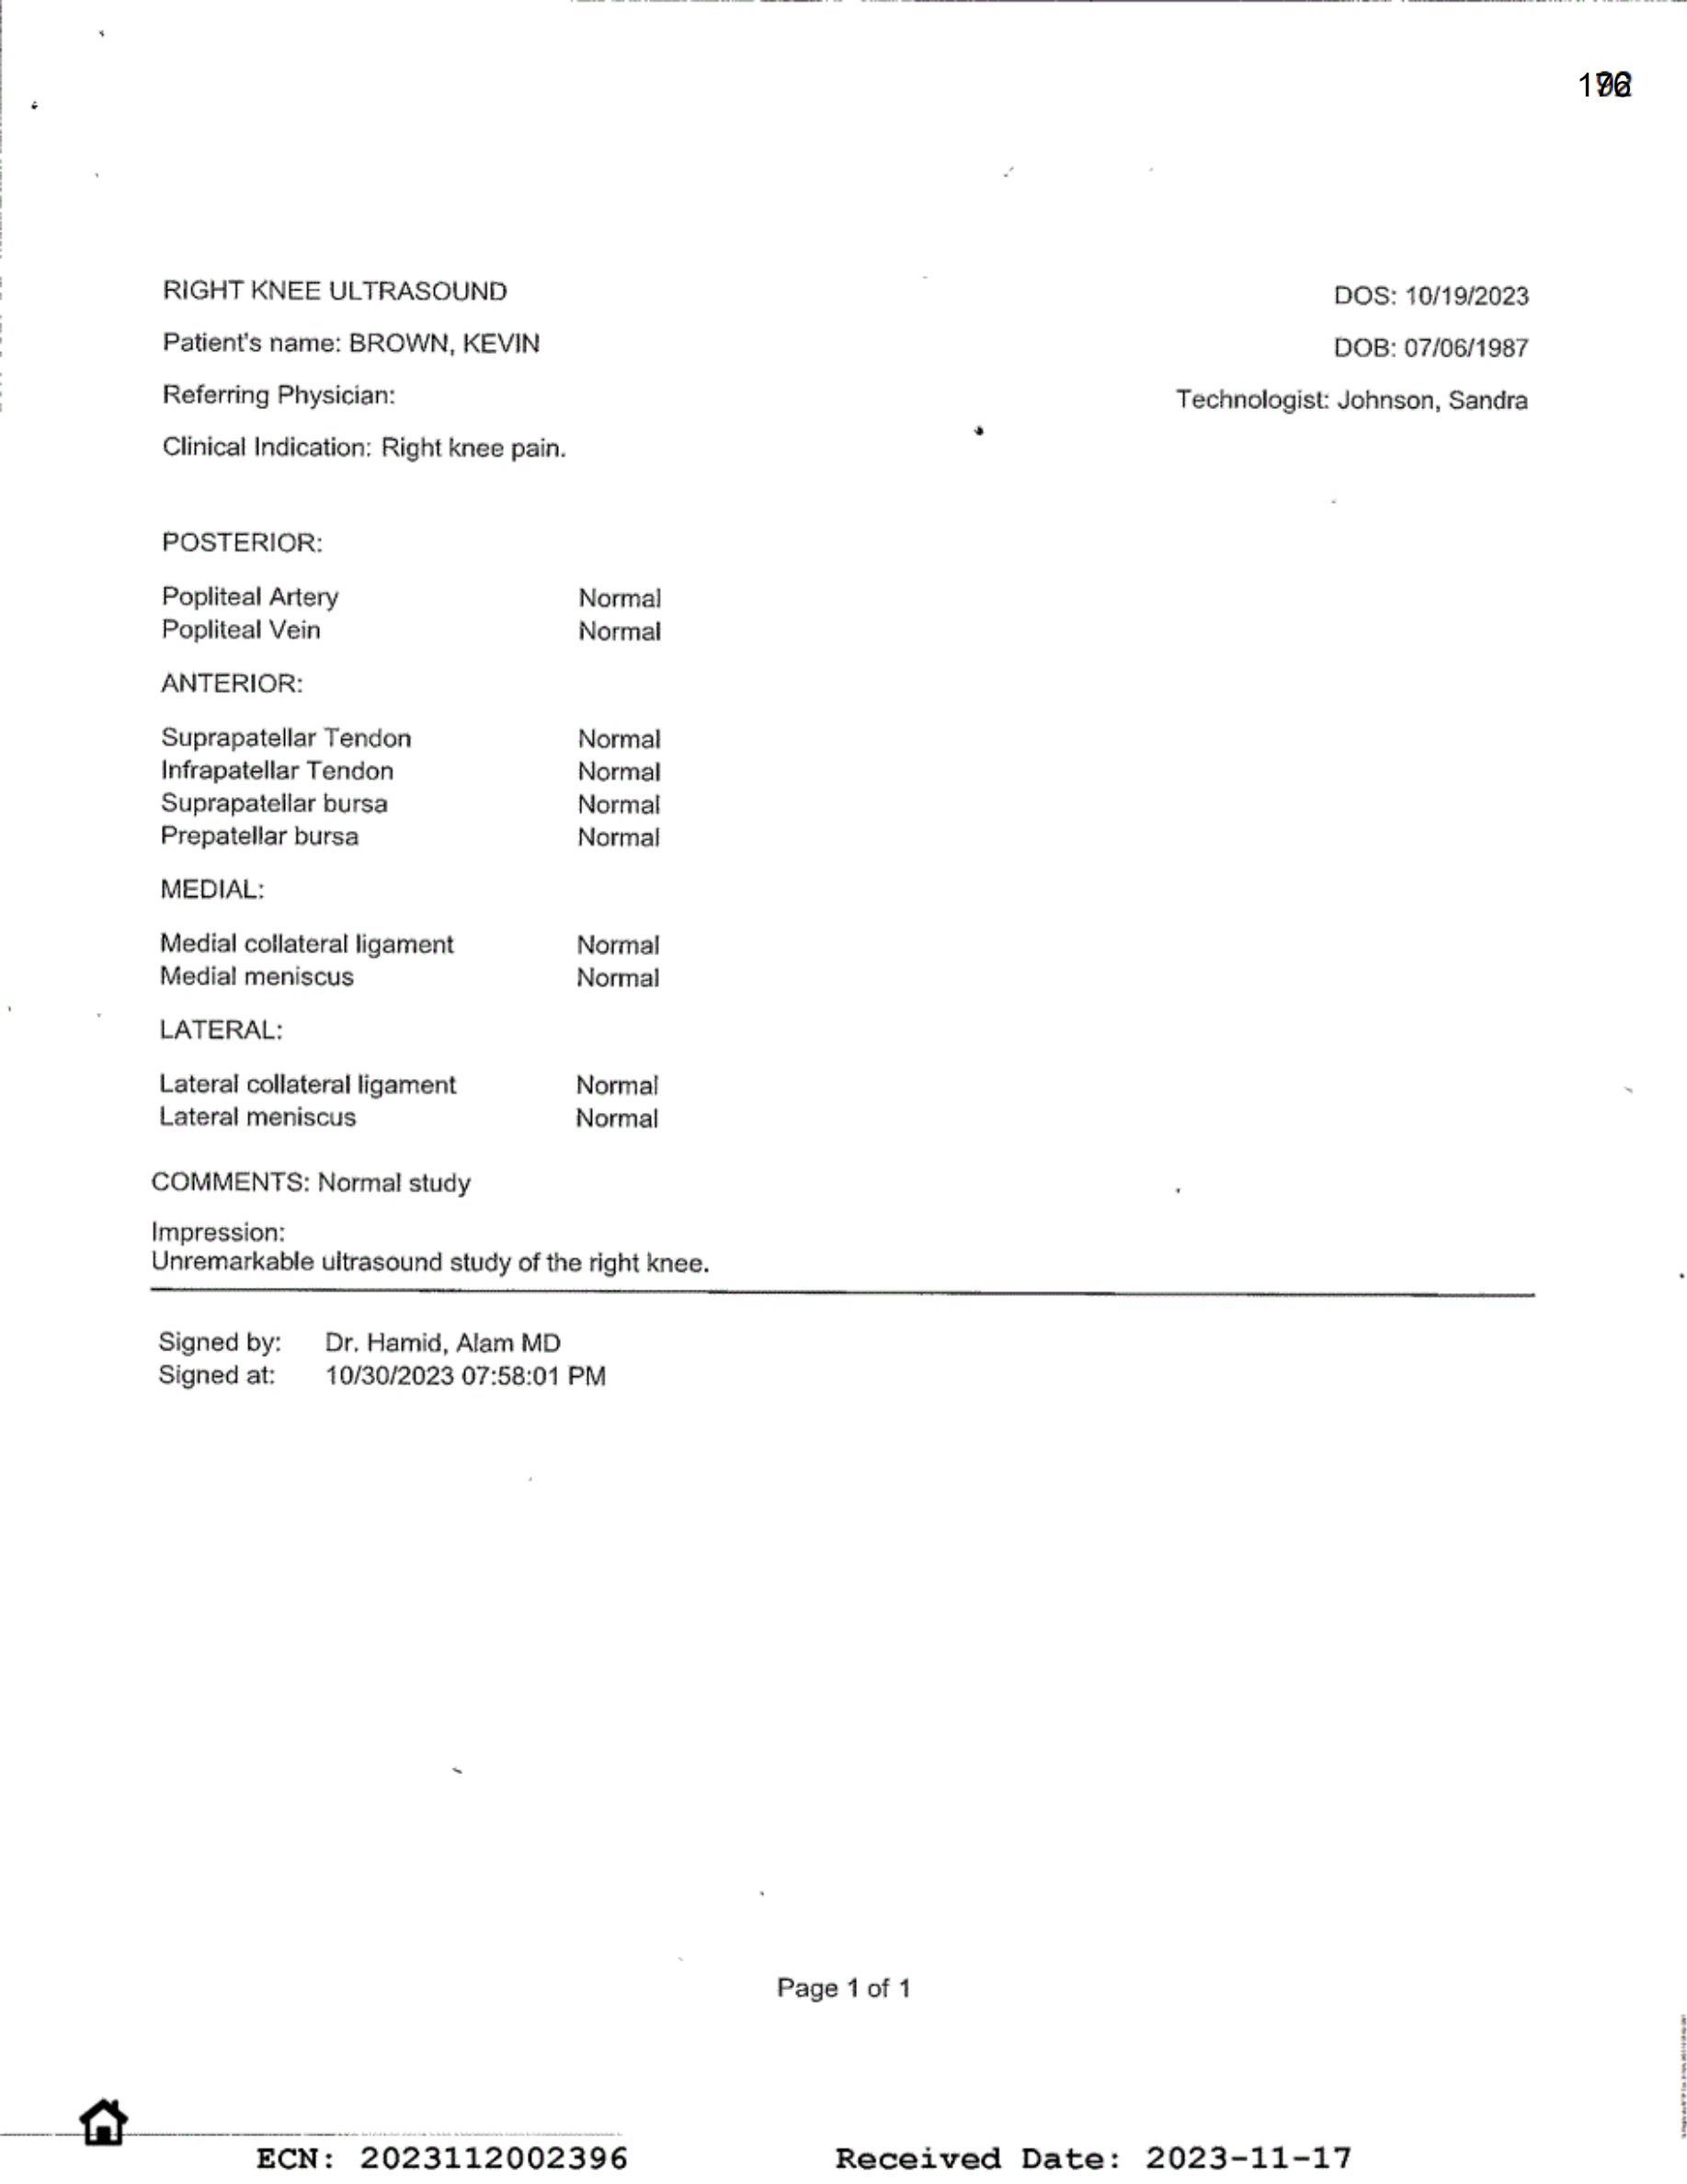 RIGHT KNEE ULTRASOUND
DOS: 10/19/2023
Patient's name: BROWN, KEVIN
DOB: 07/06/1987
Referring Physician:
Technologist: Johnson, Sandra
Clinical Indication: Right knee pain.
POSTERIOR:
Popliteal Artery Normal
Popliteal Vein Normal
ANTERIOR:
Suprapatellar Tendon Normal
Infrapatellar Tendon Normal
Suprapatellar bursa Normal
Prepatellar bursa Normal
MEDIAL:
Medial collateral ligament Normal
Medial meniscus Normal
LATERAL:
Lateral collateral ligament Normal
Lateral meniscus Normal
COMMENTS: Normal study
Impression:
Unremarkable ultrasound study of the right knee.
Signed by: Dr. Hamid, Alam MD
Signed at: 10/30/2023 07:58:01 PM
Page 1 of 1
ECN: 2023112002396 Received Date: 2023-11-17